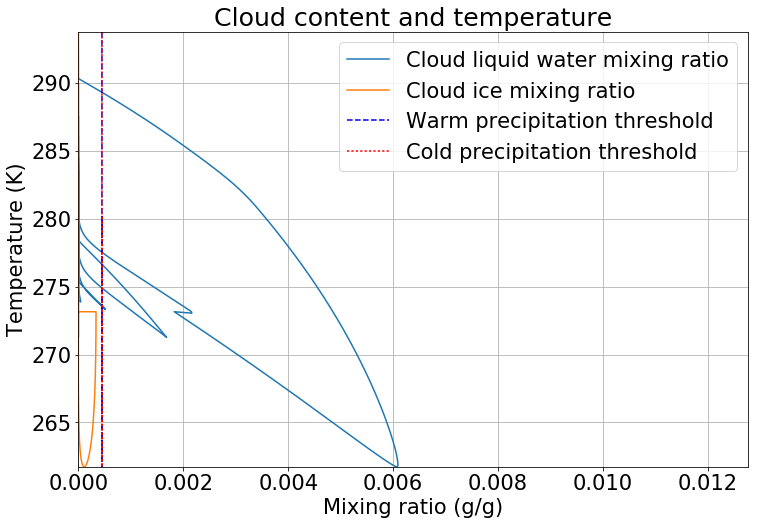 Cloud content and temperature
Cloud liquid water mixing ratio
Cloud ice mixing ratio
Warm precipitation threshold
Cold precipitation threshold
Temperature (K)
290
285
280
275
270
265
0.000 0.002 0.004 0.006 0.008 0.010 0.012
Mixing ratio (g/g)